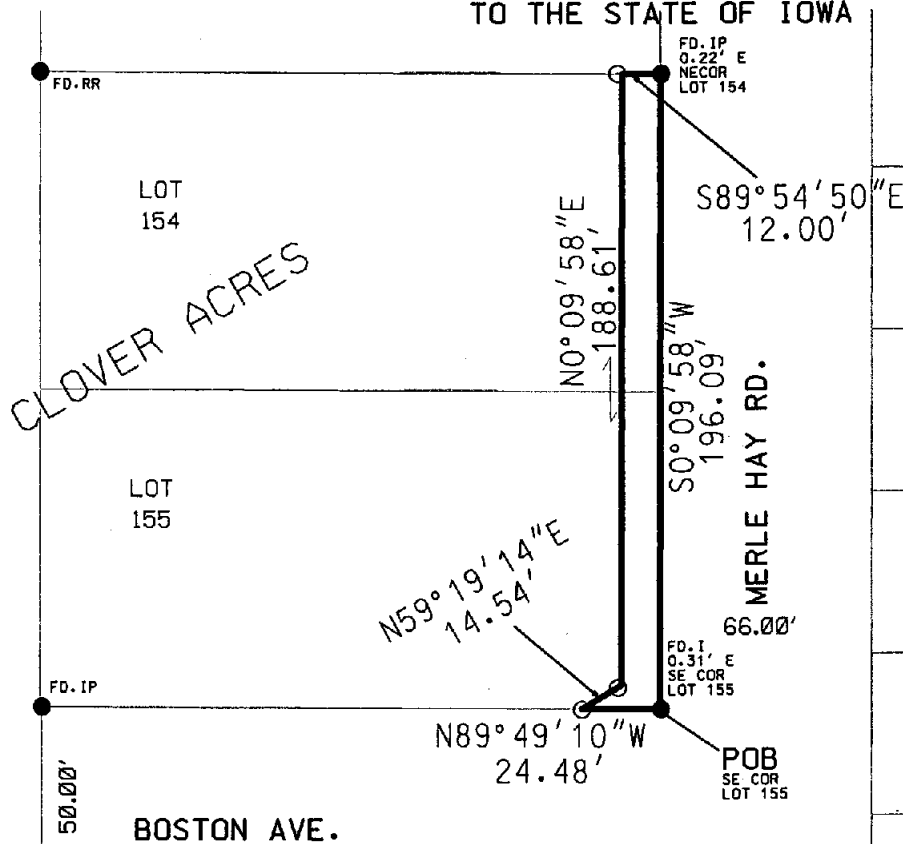 TO THE STATE OF IOWA
FD.RR
FD.IP
0.22' E
NECOR
LOT 154
LOT
154
S89°54'50"E
12.00'
CLOVER ACRES
N0°09'58"E
188.61'
S0°09'58"W
196.09'
MERLE HAY RD.
LOT
155
N59°19'14"E
14.54'
66.00'
FD.I
0.31' E
SE COR
LOT 155
FD.IP
N89°49'10"W
24.48'
POB
SE COR
LOT 155
50.00'
BOSTON AVE.